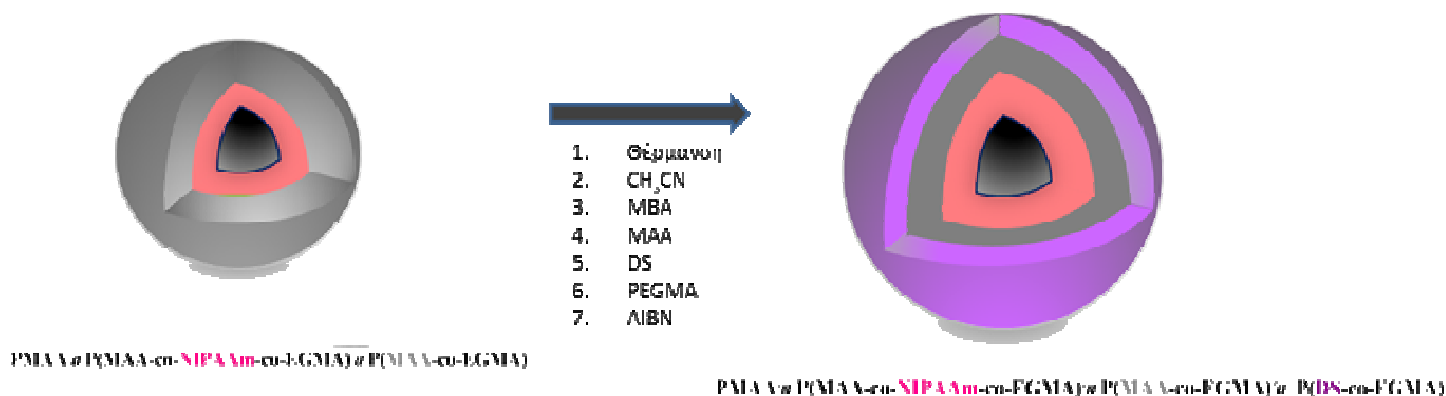 1. Θέρμανση
2. CH₃CN
3. MBA
4. MAA
5. DS
6. PEGMA
7. AIBN
PMAA@P(MAA-co-NIPAAm-co-EGMA)@P(MAA-co-EGMA)
PMAA@P(MAA-co-NIPAAm-co-EGMA)@P(MAA-co-EGMA)@P(DS-co-EGMA)